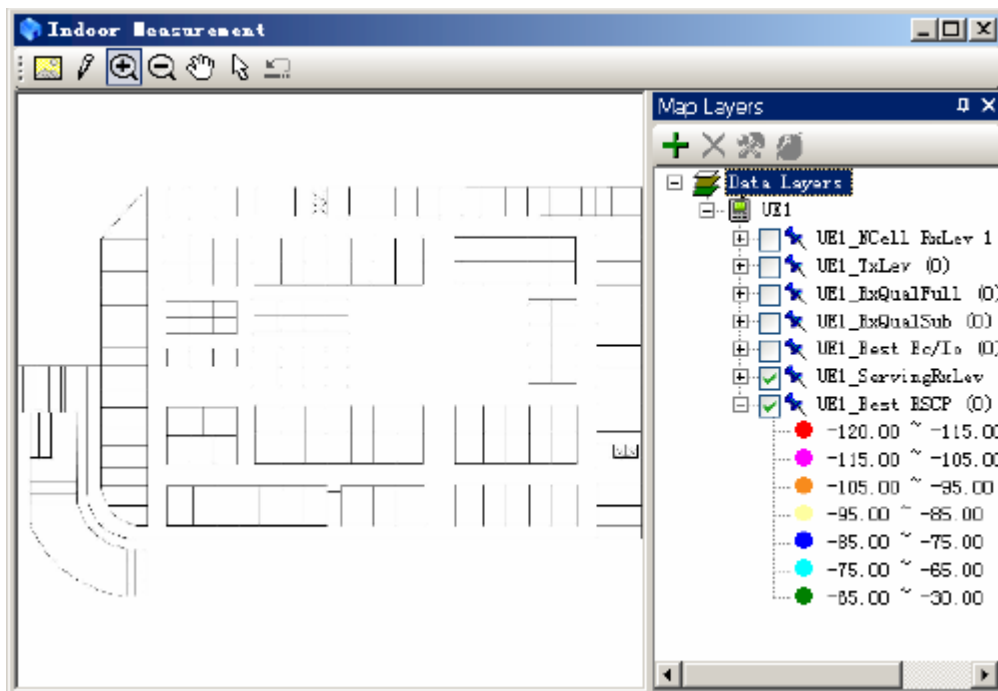 Indoor Measurement
Map Layers
Data Layers
UE1
UE1_NCell RxLev 1
UE1_TxLev (0)
UE1_RxQualFull (0)
UE1_RxQualSub (0)
UE1_Best Ec/Io (0)
UE1_ServingRxLev
UE1_Best RSCP (0)
-120.00 ~ -115.00
-115.00 ~ -105.00
-105.00 ~ -95.00
-95.00 ~ -85.00
-85.00 ~ -75.00
-75.00 ~ -65.00
-65.00 ~ -30.00